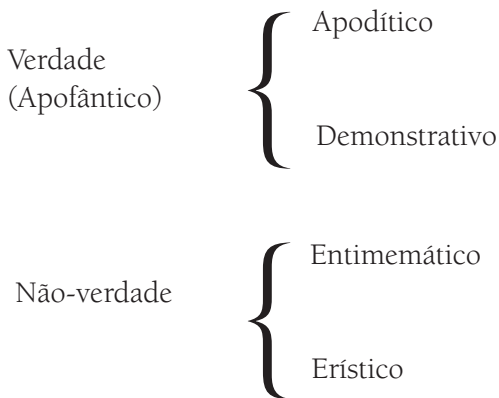 Apodítico
Verdade
(Apofântico)
Demonstrativo
Entimemático
Não-verdade
Erístico